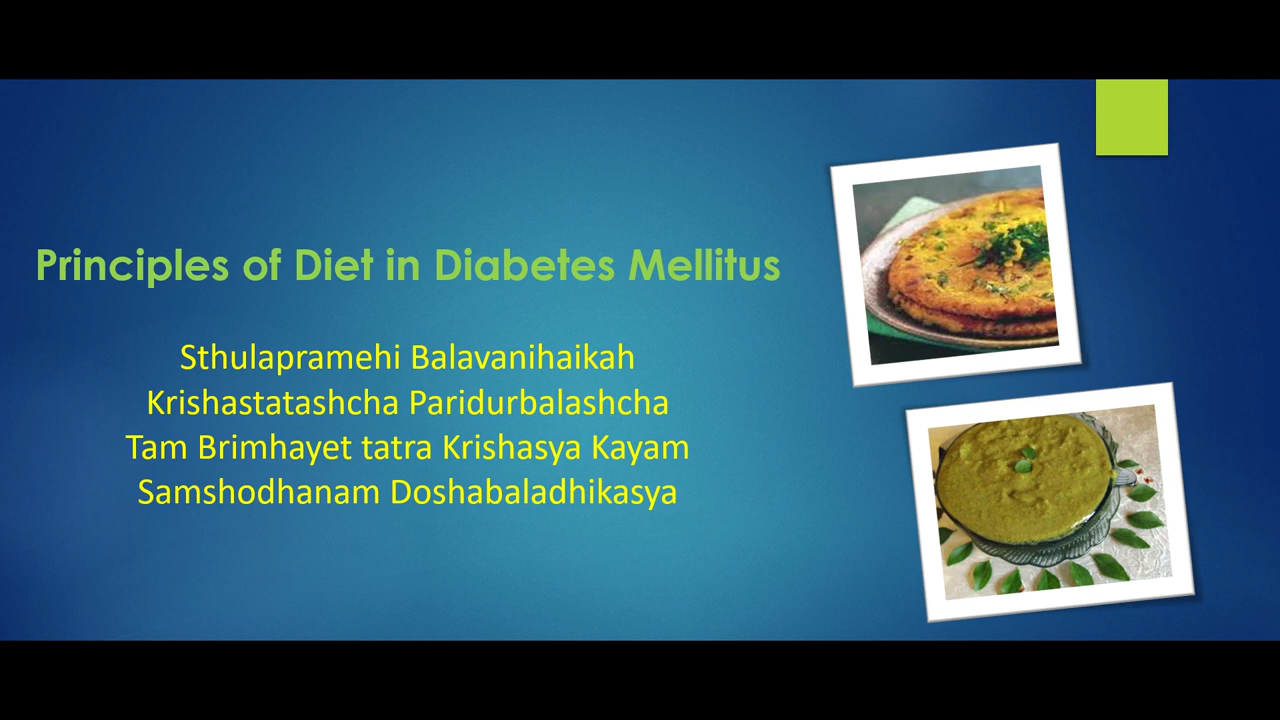 Principles of Diet in Diabetes Mellitus
Sthulapramehi Balavanihaikah
Krishastatashcha Paridurbalashcha
Tam Brimhayet tatra Krishasya Kayam
Samshodhanam Doshabaladhikasya